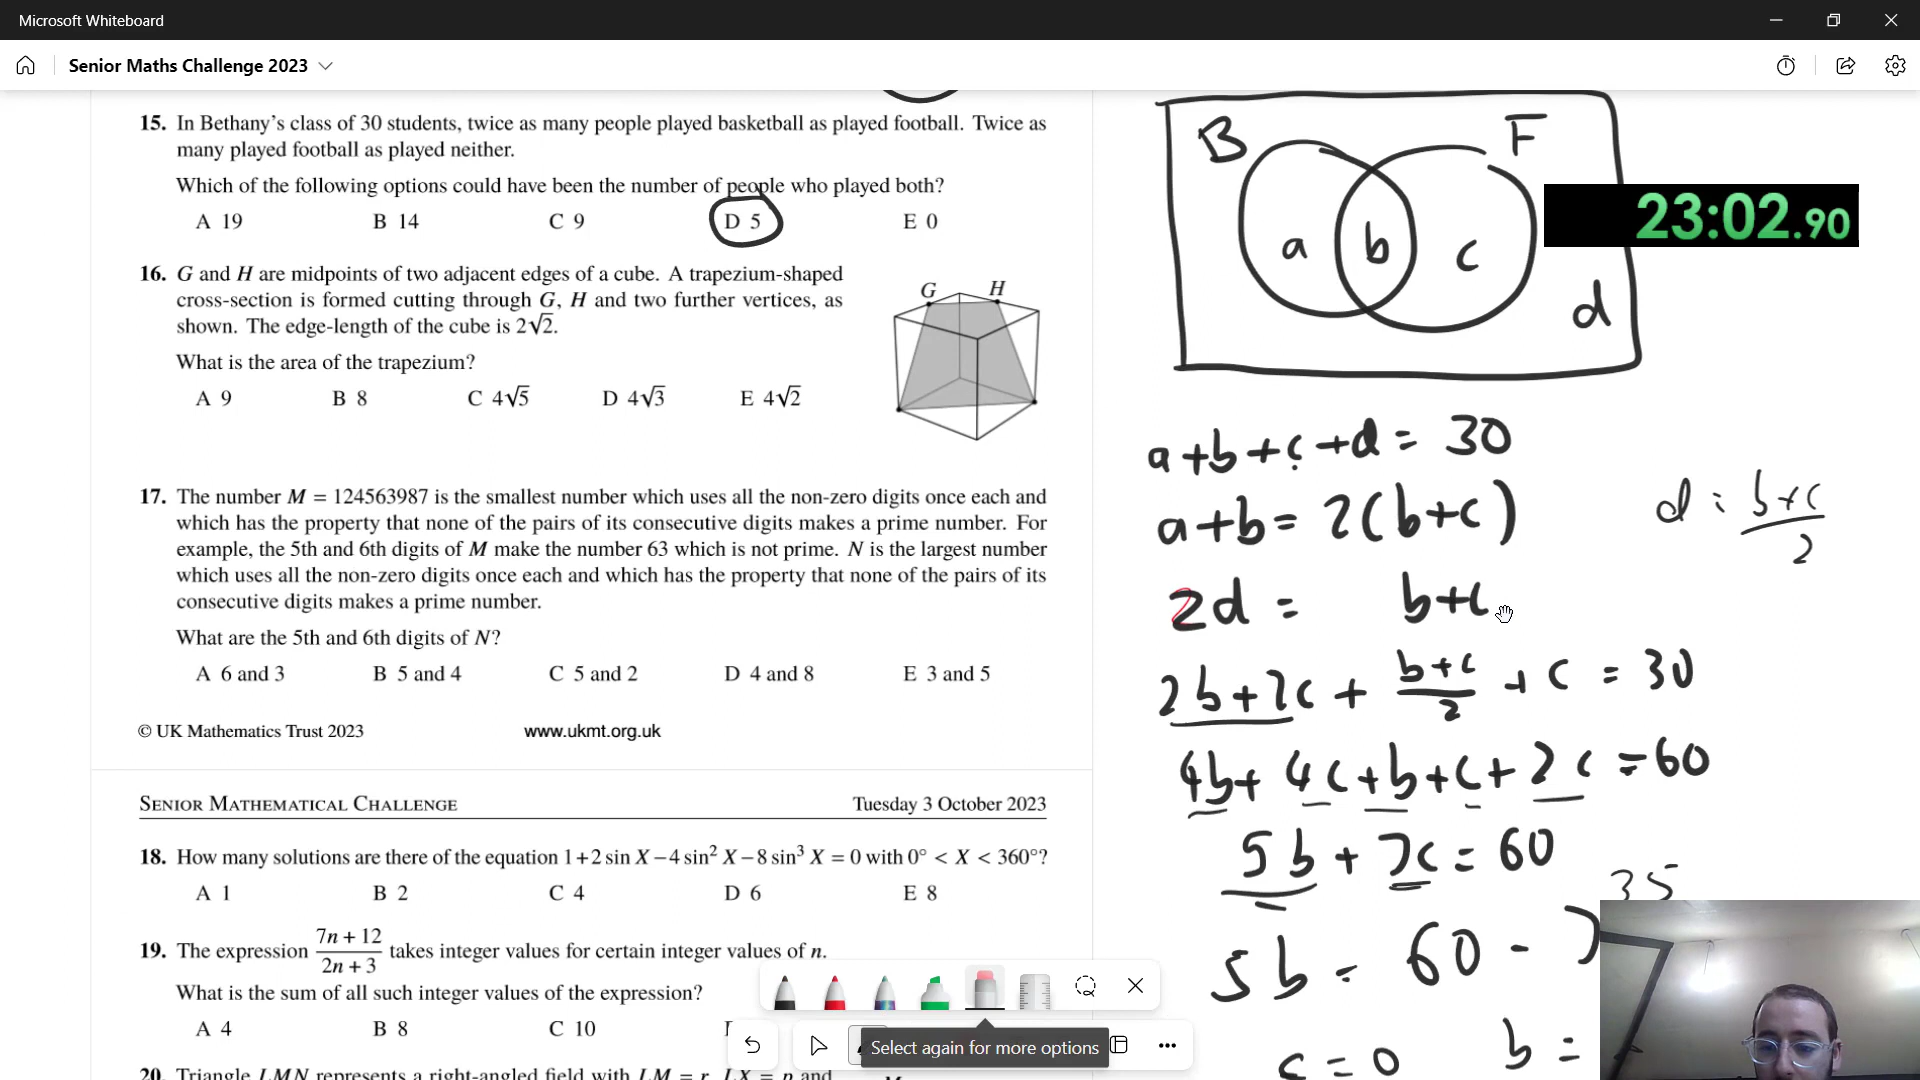 Microsoft Whiteboard
Senior Maths Challenge 2023
15. In Bethany's class of 30 students, twice as many people played basketball as played football. Twice as
many played football as played neither.
Which of the following options could have been the number of people who played both?
A 19 B 14 C 9 D 5 E 0
16. G and H are midpoints of two adjacent edges of a cube. A trapezium-shaped
cross-section is formed cutting through G, H and two further vertices, as
shown. The edge-length of the cube is 2√2.
What is the area of the trapezium?
A 9 B 8 C 4√5 D 4√3 E 4√2
G H
17. The number M = 124563987 is the smallest number which uses all the non-zero digits once each and
which has the property that none of the pairs of its consecutive digits makes a prime number. For
example, the 5th and 6th digits of M make the number 63 which is not prime. N is the largest number
which uses all the non-zero digits once each and which has the property that none of the pairs of its
consecutive digits makes a prime number.
What are the 5th and 6th digits of N?
A 6 and 3 B 5 and 4 C 5 and 2 D 4 and 8 E 3 and 5
© UK Mathematics Trust 2023 www.ukmt.org.uk
SENIOR MATHEMATICAL CHALLENGE Tuesday 3 October 2023
18. How many solutions are there of the equation 1+2 sin X−4 sin² X−8 sin³ X = 0 with 0° < X < 360°?
A 1 B 2 C 4 D 6 E 8
19. The expression (7n + 12)/(2n + 3) takes integer values for certain integer values of n.
What is the sum of all such integer values of the expression?
A 4 B 8 C 10
Select again for more options
20. Triangle LMN represents a right-angled field with LM = r, LX = p and
B F
a b c
d
23:02.90
a+b+c+d = 30
a+b = 2(b+c)
d = (b+c)/2
2d = b+c
2b+2c + (b+c)/2 + c = 30
4b+ 4c+b+c+2c = 60
5b + 7c = 60
35
5b = 60 - 7
c = 0 b =